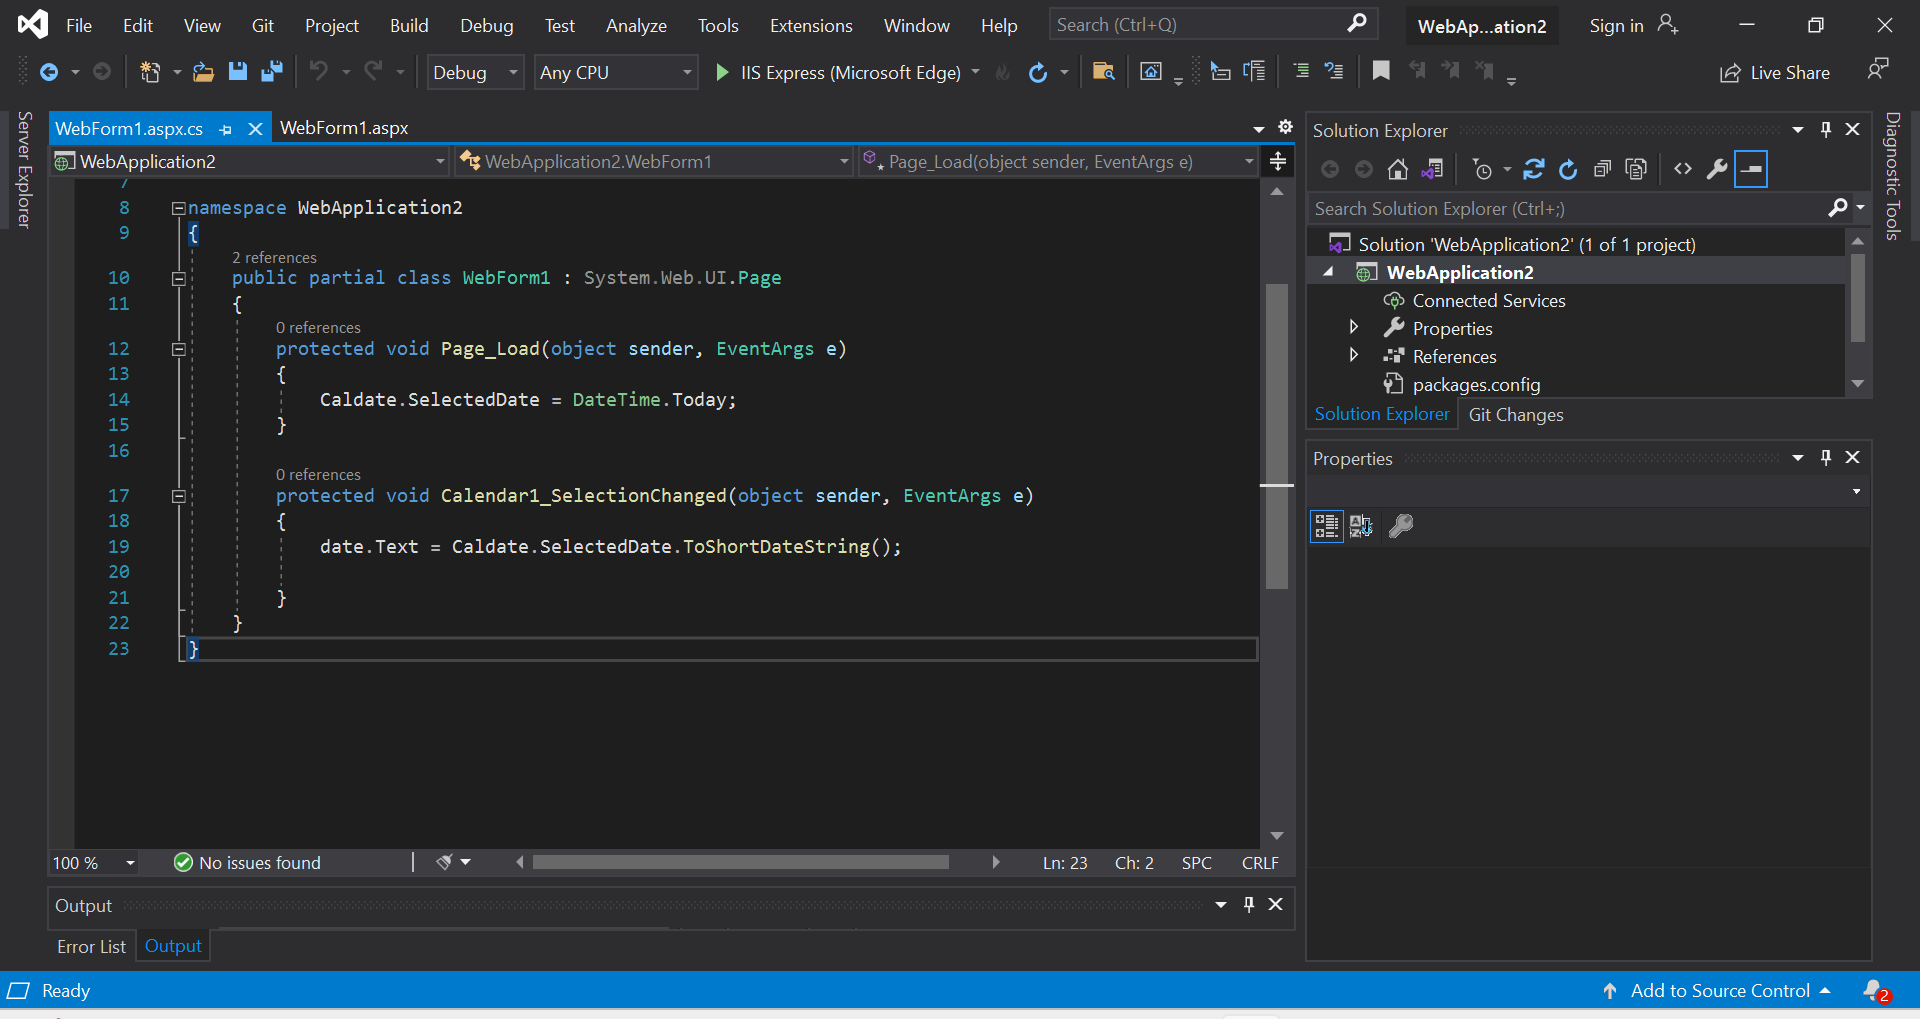 File Edit View Git Project Build Debug Test Analyze Tools Extensions Window Help Search (Ctrl+Q) WebAp...ation2 Sign in
Debug Any CPU IIS Express (Microsoft Edge) Live Share
Server Explorer
WebForm1.aspx.cs WebForm1.aspx
WebApplication2 WebApplication2.WebForm1 Page_Load(object sender, EventArgs e)
7
8 namespace WebApplication2
9 {
2 references
10 public partial class WebForm1 : System.Web.UI.Page
11 {
0 references
12 protected void Page_Load(object sender, EventArgs e)
13 {
14 Caldate.SelectedDate = DateTime.Today;
15 }
16
0 references
17 protected void Calendar1_SelectionChanged(object sender, EventArgs e)
18 {
19 date.Text = Caldate.SelectedDate.ToShortDateString();
20
21 }
22 }
23 }
100 % No issues found Ln: 23 Ch: 2 SPC CRLF
Output
Error List Output
Solution Explorer
Search Solution Explorer (Ctrl+;)
Solution 'WebApplication2' (1 of 1 project)
WebApplication2
Connected Services
Properties
References
packages.config
Solution Explorer Git Changes
Properties
Diagnostic Tools
Ready Add to Source Control 2